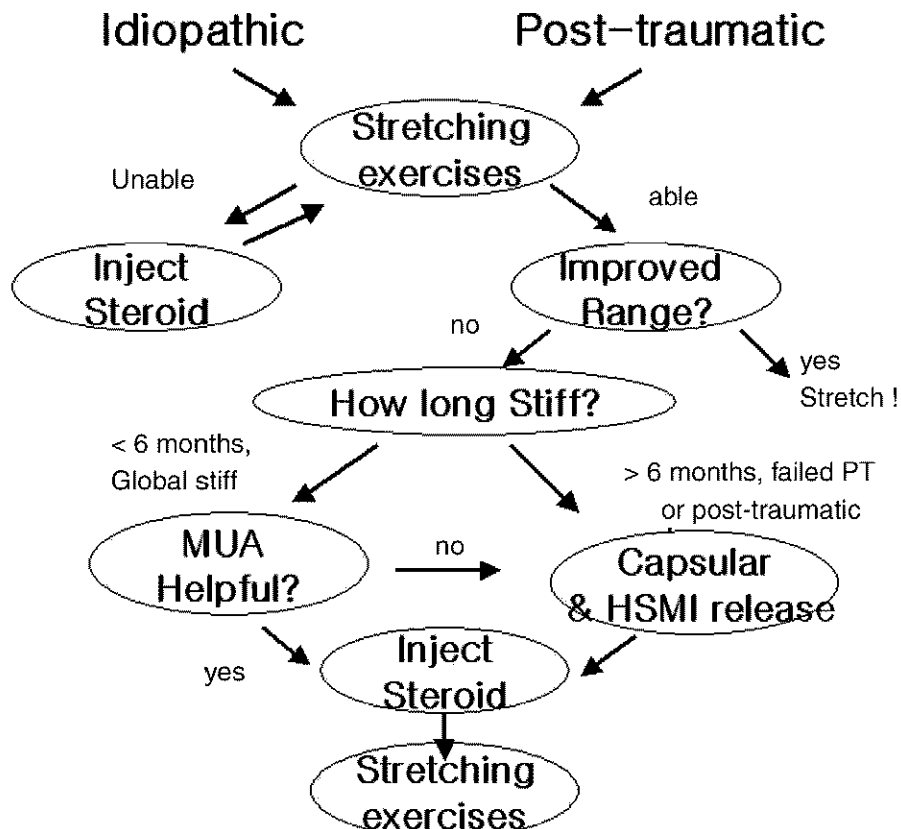 Idiopathic
Post-traumatic
Stretching
exercises
Unable
able
Inject
Steroid
Improved
Range?
no
yes
Stretch !
How long Stiff?
< 6 months,
Global stiff
> 6 months, failed PT
or post-traumatic
MUA
Helpful?
no
Capsular
& HSMI release
yes
Inject
Steroid
Stretching
exercises